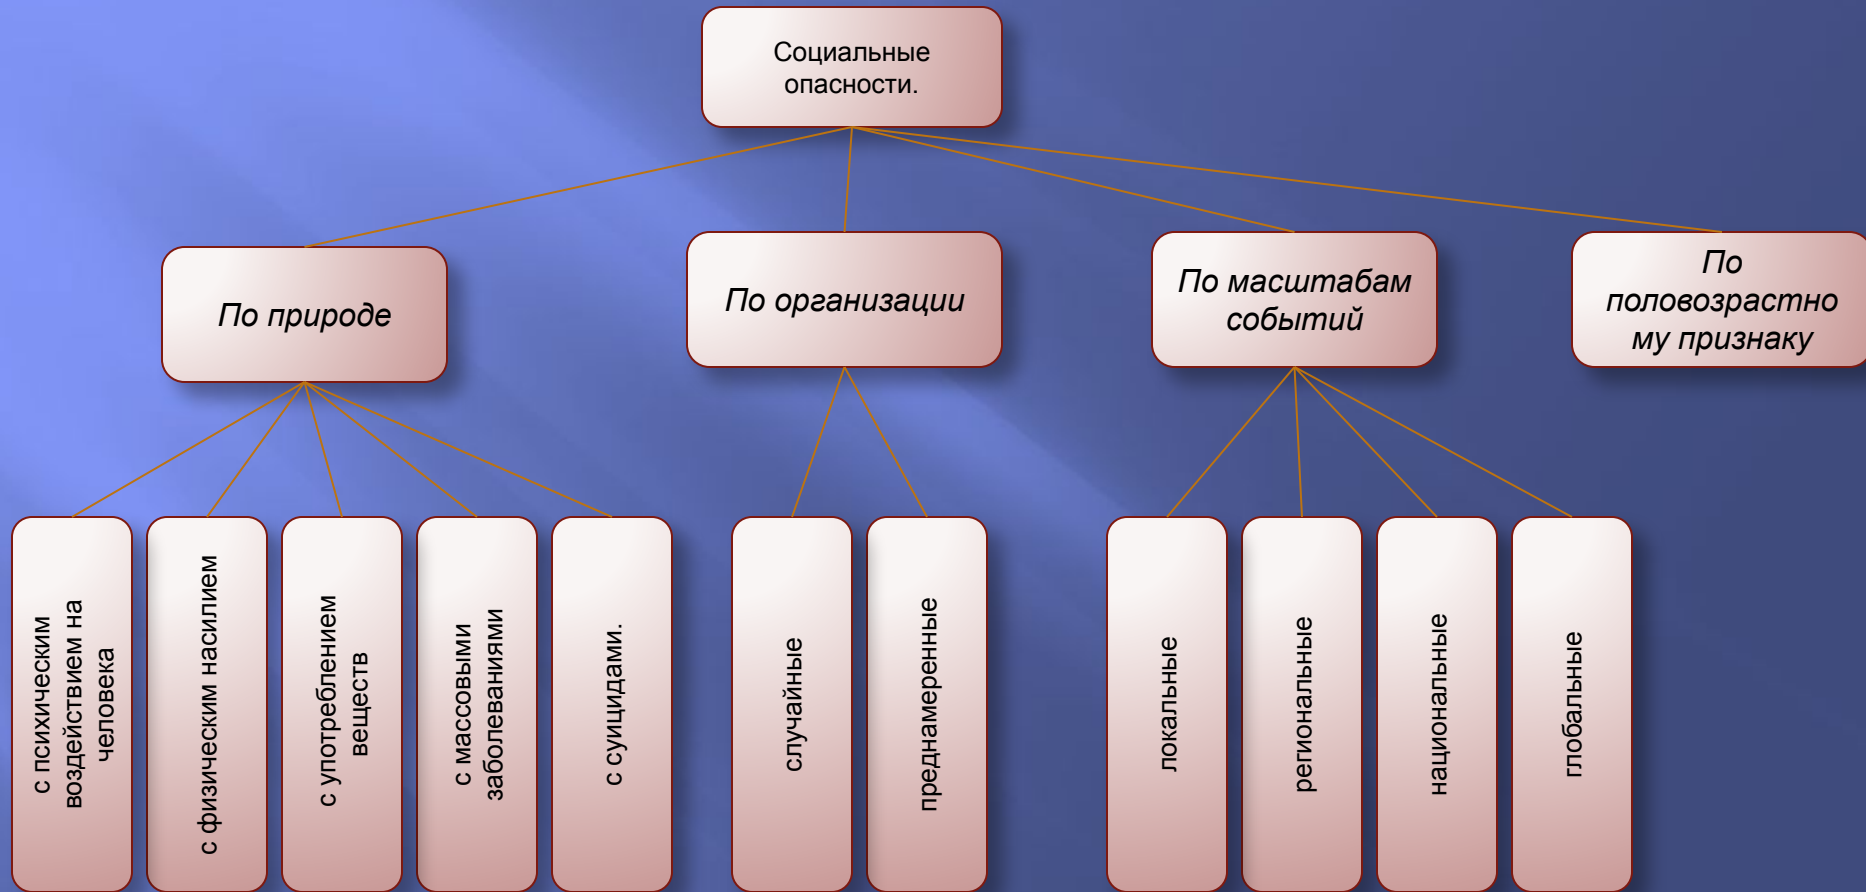 Социальные
опасности.
По природе
По организации
По масштабам
событий
По
половозрастно
му признаку
с психическим
воздействием на
человека
с физическим насилием
с употреблением
веществ
с массовыми
заболеваниями
с суицидами.
случайные
преднамеренные
локальные
региональные
национальные
глобальные